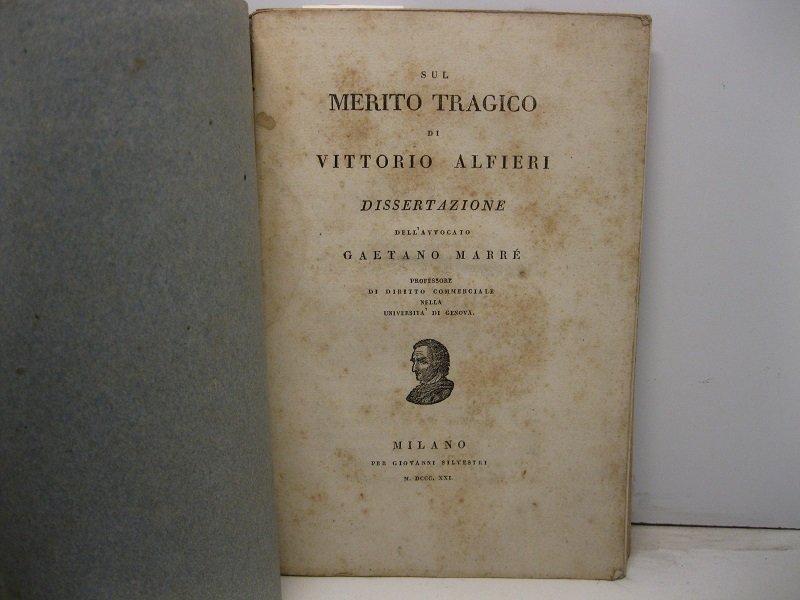 SUL
MERITO TRAGICO
DI
VITTORIO ALFIERI
DISSERTAZIONE
DELL'AVVOCATO
GAETANO MARRÉ
PROFESSORE
DI DIRITTO COMMERCIALE
NELLA
UNIVERSITA' DI GENOVA.
MILANO
PER GIOVANNI SILVESTRI
M. DCCC. XXI.